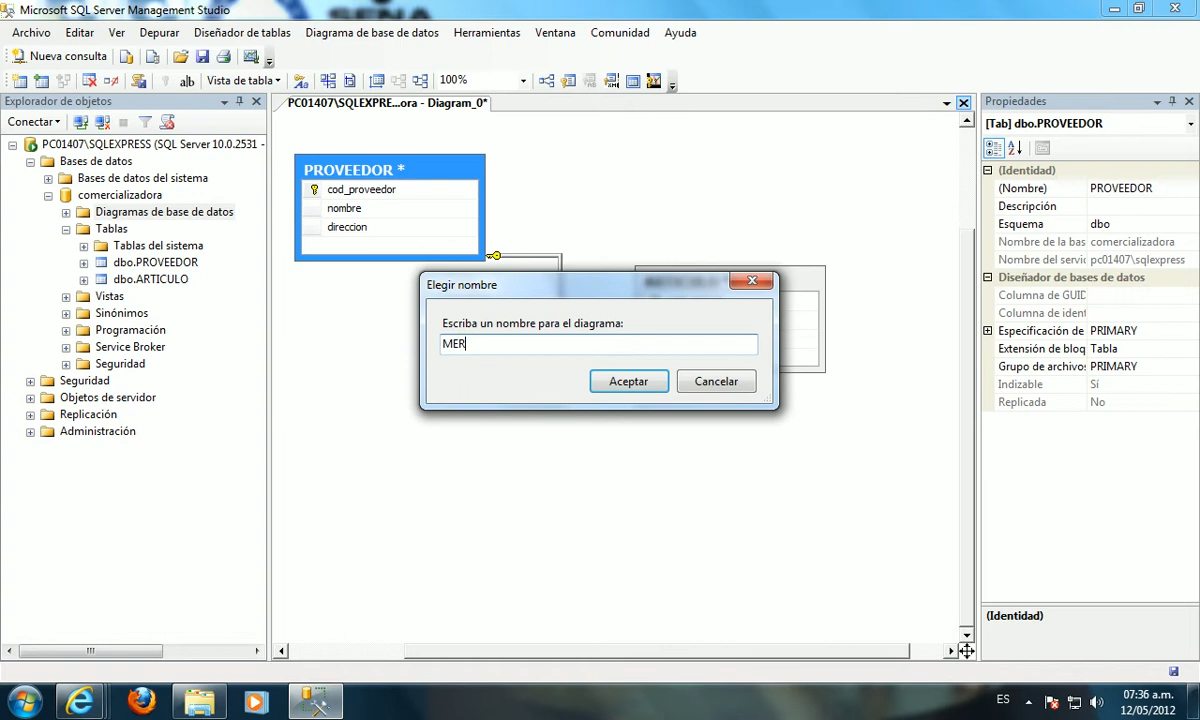 Microsoft SQL Server Management Studio
Archivo Editar Ver Depurar Diseñador de tablas Diagrama de base de datos Herramientas Ventana Comunidad Ayuda
Nueva consulta
Vista de tabla 100%
Explorador de objetos
Conectar
PC01407\SQLEXPRESS (SQL Server 10.0.2531 -
Bases de datos
Bases de datos del sistema
comercializadora
Diagramas de base de datos
Tablas
Tablas del sistema
dbo.PROVEEDOR
dbo.ARTICULO
Vistas
Sinónimos
Programación
Service Broker
Seguridad
Seguridad
Objetos de servidor
Replicación
Administración
PC01407\SQLEXPRE...ora - Diagram_0*
PROVEEDOR *
cod_proveedor
nombre
direccion
Elegir nombre
Escriba un nombre para el diagrama:
MER
Aceptar Cancelar
Propiedades
[Tab] dbo.PROVEEDOR
(Identidad)
(Nombre) PROVEEDOR
Descripción
Esquema dbo
Nombre de la bas comercializadora
Nombre del servic pc01407\sqlexpress
Diseñador de bases de datos
Columna de GUID
Columna de ident
Especificación de PRIMARY
Extensión de bloq Tabla
Grupo de archivos PRIMARY
Indizable Sí
Replicada No
(Identidad)
ES
07:36 a.m.
12/05/2012